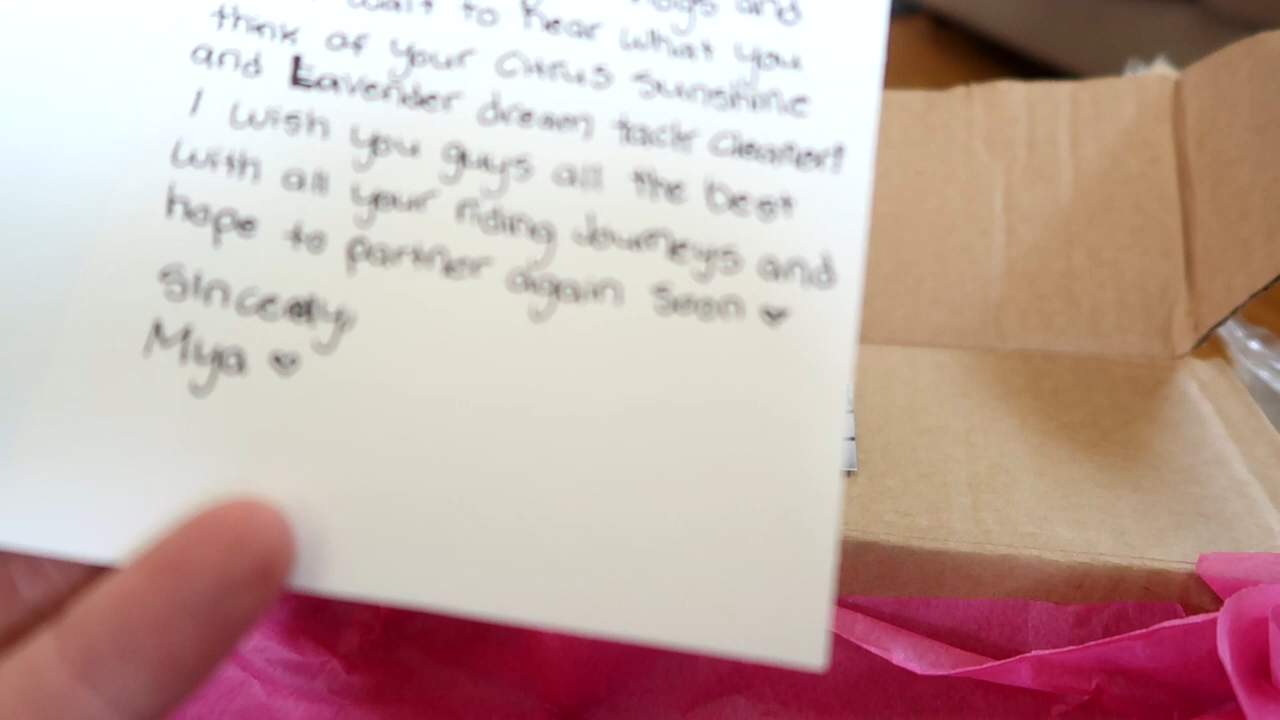 wait to hear what you
think of your Citrus Sunshine
and Lavender dream tack cleaner!
I wish you guys all the best
with all your riding Journeys and
hope to partner again soon ♥
Sincerly,
Mya ♥